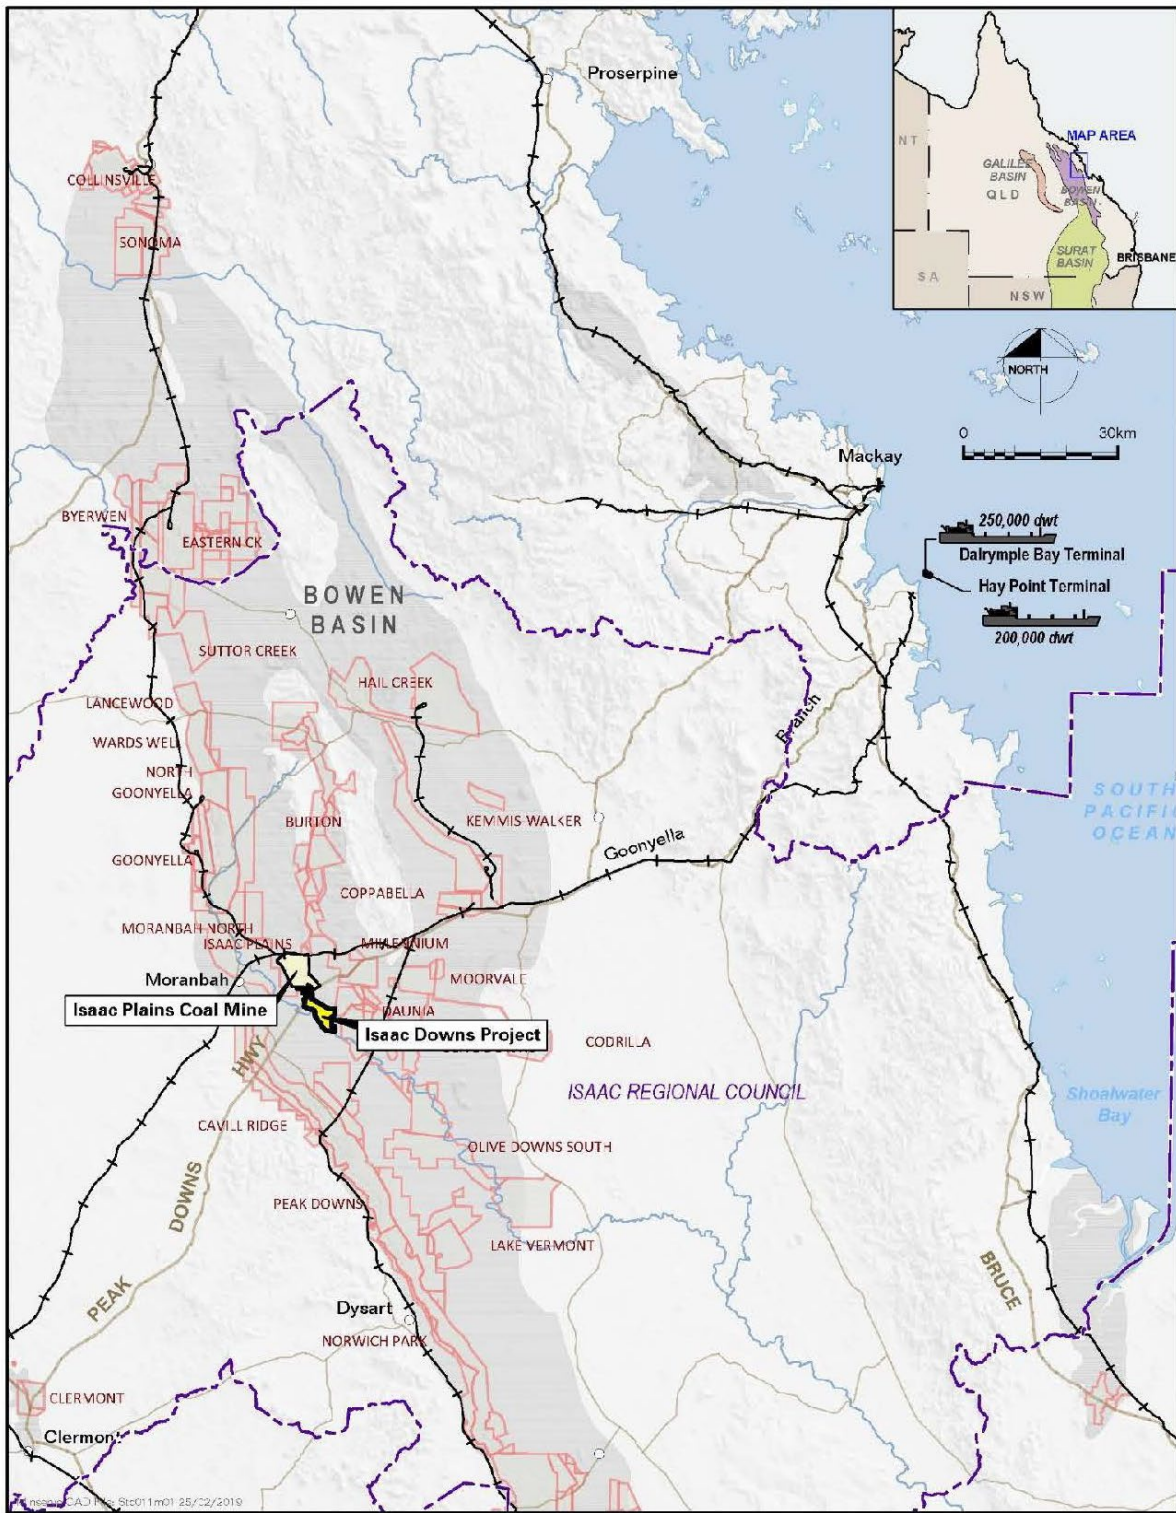 Proserpine
NT
GALILEE
BASIN
QLD
MAP AREA
BOWEN
BASIN
SURAT
BASIN
BRISBANE
SA
NSW
COLLINSVILLE
SONOMA
NORTH
0 30km
Mackay
250,000 dwt
Dalrymple Bay Terminal
Hay Point Terminal
200,000 dwt
BYERWEN
EASTERN CK
BOWEN
BASIN
SUTTOR CREEK
HAIL CREEK
LANCEWOOD
WARDS WELL
NORTH
GOONYELLA
Branch
BURTON
KEMMIS WALKER
SOUTH
PACIFIC
OCEAN
GOONYELLA
Goonyella
COPPABELLA
MORANBAH NORTH
ISAAC PLAINS
MILLENNIUM
Moranbah
MOORVALE
Isaac Plains Coal Mine
DAUNIA
Isaac Downs Project
CODRILLA
HWY
ISAAC REGIONAL COUNCIL
Shoalwater
Bay
CAVILL RIDGE
OLIVE DOWNS SOUTH
DOWNS
PEAK DOWNS
LAKE VERMONT
PEAK
BRUCE
Dysart
NORWICH PARK
CLERMONT
Clermont